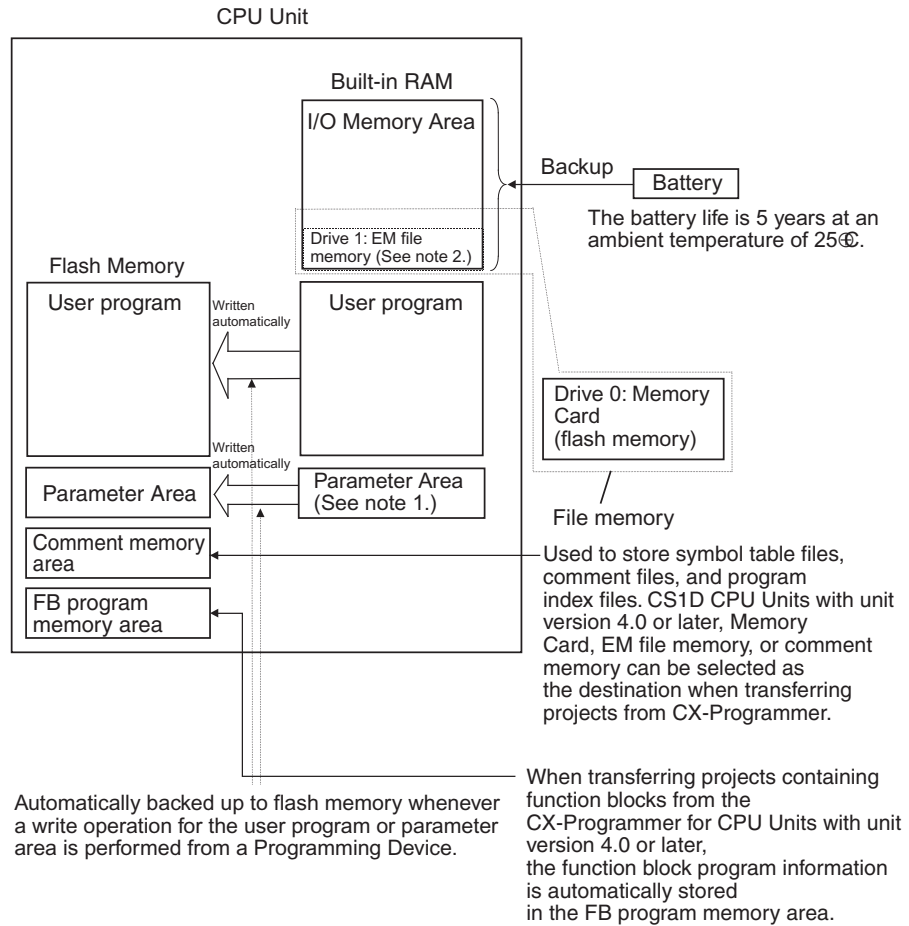 CPU Unit
Built-in RAM
I/O Memory Area
Backup
Battery
The battery life is 5 years at an
ambient temperature of 25℃.
Drive 1: EM file
memory (See note 2.)
Flash Memory
User program
Written
automatically
User program
Drive 0: Memory
Card
(flash memory)
File memory
Written
automatically
Parameter Area
Parameter Area
(See note 1.)
Comment memory
area
Used to store symbol table files,
comment files, and program
index files. CS1D CPU Units with unit
version 4.0 or later, Memory
Card, EM file memory, or comment
memory can be selected as
the destination when transferring
projects from CX-Programmer.
FB program
memory area
Automatically backed up to flash memory whenever
a write operation for the user program or parameter
area is performed from a Programming Device.
When transferring projects containing
function blocks from the
CX-Programmer for CPU Units with unit
version 4.0 or later,
the function block program information
is automatically stored
in the FB program memory area.